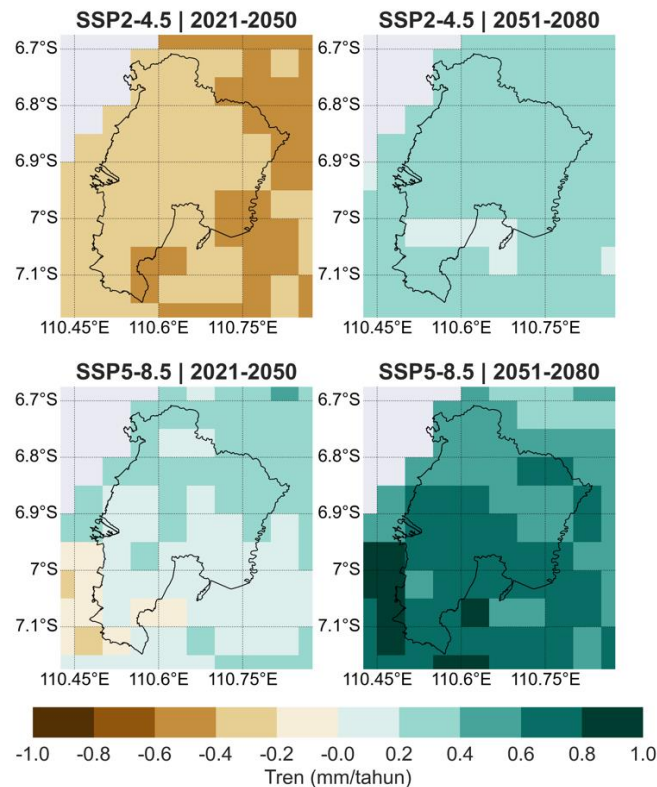 SSP2-4.5 | 2021-2050
SSP2-4.5 | 2051-2080
6.7°S
6.8°S
6.9°S
7°S
7.1°S
110.45°E 110.6°E 110.75°E
6.7°S
6.8°S
6.9°S
7°S
7.1°S
110.45°E 110.6°E 110.75°E
SSP5-8.5 | 2021-2050
SSP5-8.5 | 2051-2080
6.7°S
6.8°S
6.9°S
7°S
7.1°S
110.45°E 110.6°E 110.75°E
6.7°S
6.8°S
6.9°S
7°S
7.1°S
110.45°E 110.6°E 110.75°E
-1.0 -0.8 -0.6 -0.4 -0.2 -0.0 0.2 0.4 0.6 0.8 1.0
Tren (mm/tahun)